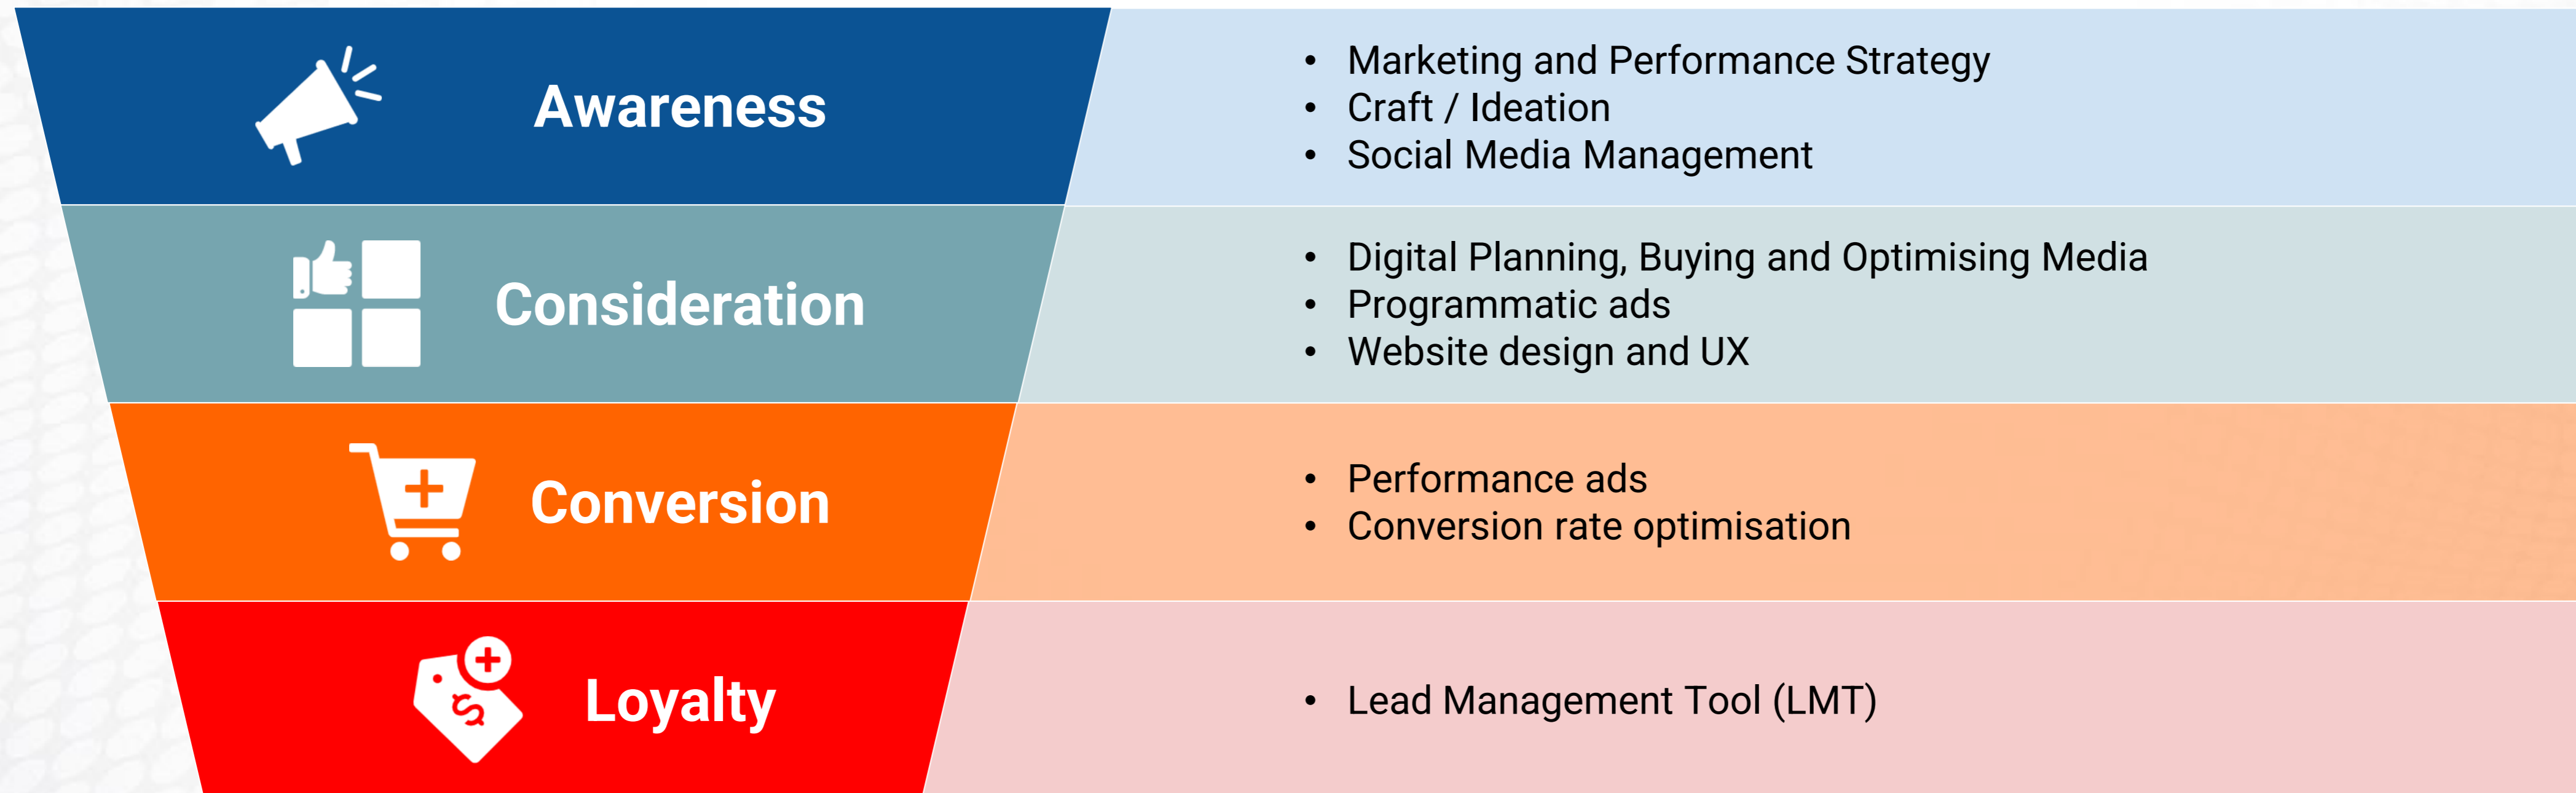 Awareness
• Marketing and Performance Strategy
• Craft / Ideation
• Social Media Management
Consideration
• Digital Planning, Buying and Optimising Media
• Programmatic ads
• Website design and UX
Conversion
• Performance ads
• Conversion rate optimisation
$
Loyalty
• Lead Management Tool (LMT)